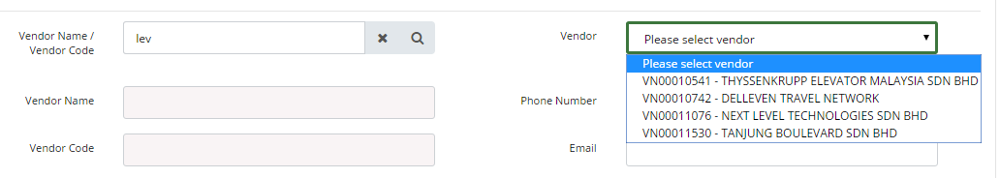 Vendor Name /
Vendor Code
lev
Vendor
Please select vendor
Please select vendor
VN00010541 - THYSSENKRUPP ELEVATOR MALAYSIA SDN BHD
VN00010742 - DELLEVEN TRAVEL NETWORK
VN00011076 - NEXT LEVEL TECHNOLOGIES SDN BHD
VN00011530 - TANJUNG BOULEVARD SDN BHD
Vendor Name
Phone Number
Vendor Code
Email